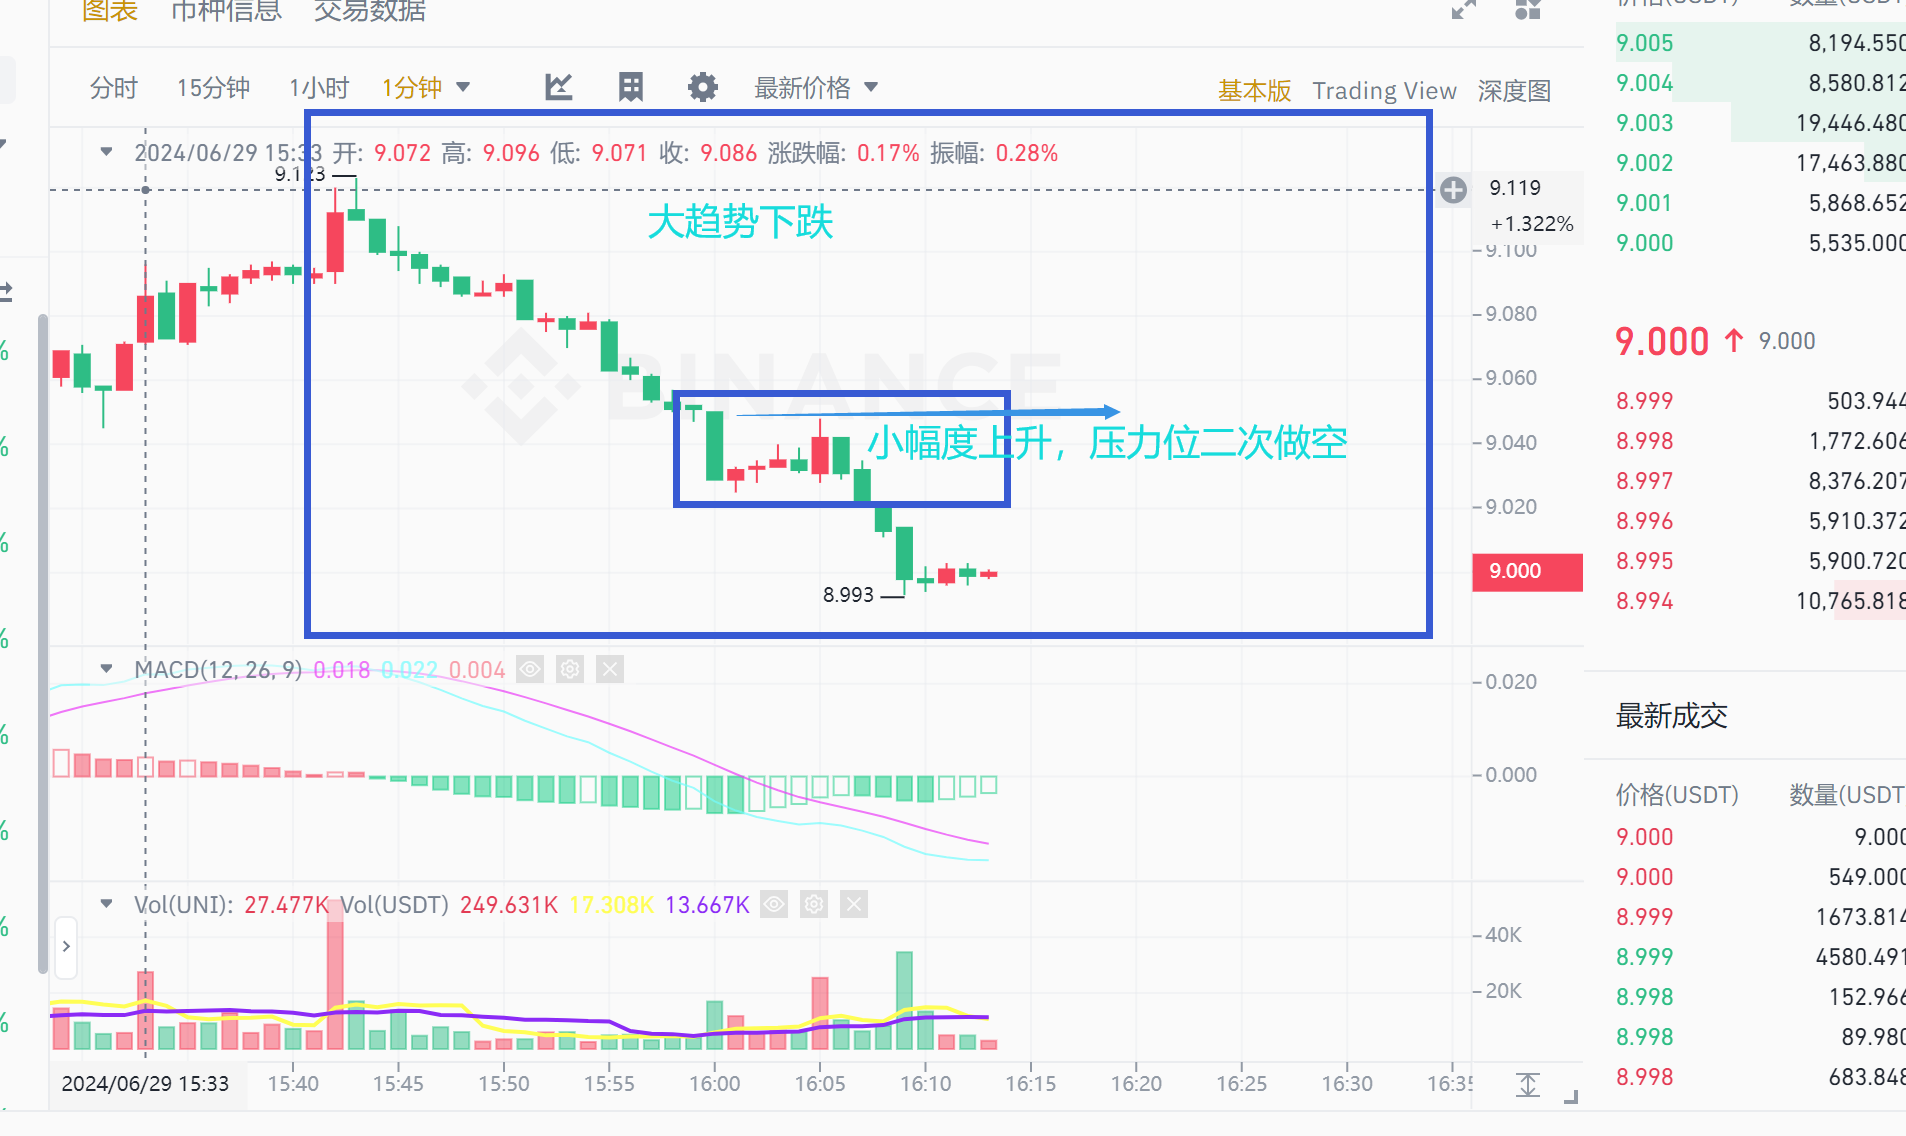 图表 币种信息 交易数据
价格(USDT) 数量(USDT
分时 15分钟 1小时 1分钟 最新价格 基本版 Trading View 深度图
2024/06/29 15:33 开: 9.072 高: 9.096 低: 9.071 收: 9.086 涨跌幅: 0.17% 振幅: 0.28%
9.123
大趋势下跌
BINANCE
小幅度上升，压力位二次做空
8.993
9.119
+1.322%
9.100
9.080
9.060
9.040
9.020
9.000
MACD(12, 26, 9) 0.018 0.022 0.004
0.020
0.000
Vol(UNI): 27.477K Vol(USDT) 249.631K 17.308K 13.667K
40K
20K
2024/06/29 15:33 15:40 15:45 15:50 15:55 16:00 16:05 16:10 16:15 16:20 16:25 16:30 16:35
9.005 8,194.550
9.004 8,580.812
9.003 19,446.480
9.002 17,463.880
9.001 5,868.652
9.000 5,535.000
9.000 9.000
8.999 503.944
8.998 1,772.606
8.997 8,376.207
8.996 5,910.372
8.995 5,900.720
8.994 10,765.818
最新成交
价格(USDT) 数量(USDT
9.000 9.000
9.000 549.000
8.999 1673.814
8.999 4580.491
8.998 152.966
8.998 89.980
8.998 683.848
%
%
%
%
%
%
%
%